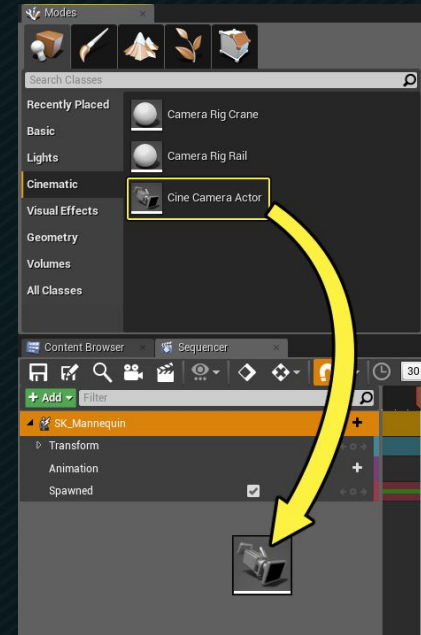 Modes
Search Classes
Recently Placed
Basic
Lights
Cinematic
Visual Effects
Geometry
Volumes
All Classes
Camera Rig Crane
Camera Rig Rail
Cine Camera Actor
Content Browser
Sequencer
30
+ Add
Filter
SK_Mannequin
Transform
Animation
Spawned